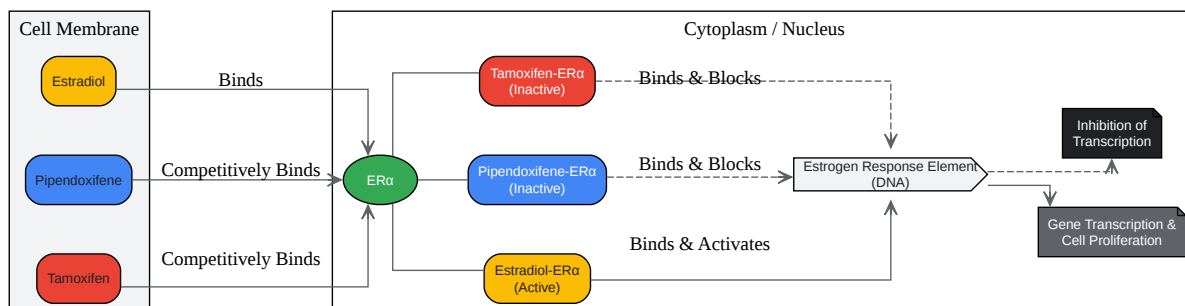 Cell Membrane
Cytoplasm / Nucleus
Estradiol
Binds
Tamoxifen-ERα
(Inactive)
Binds & Blocks
Inhibition of
Transcription
Pipendoxifene
Competitively Binds
ERα
Pipendoxifene-ERα
(Inactive)
Binds & Blocks
Estrogen Response Element
(DNA)
Gene Transcription &
Cell Proliferation
Tamoxifen
Competitively Binds
Estradiol-ERα
(Active)
Binds & Activates